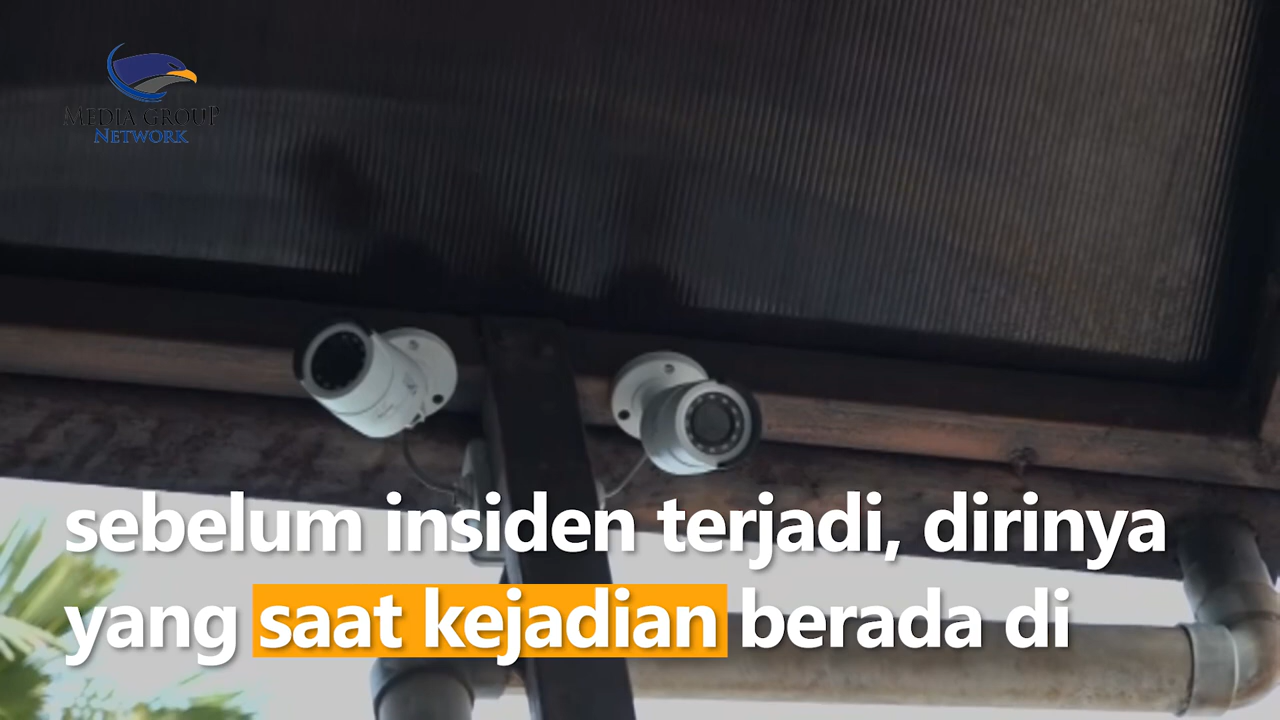 MEDIA GROUP
NETWORK
sebelum insiden terjadi, dirinya
yang saat kejadian berada di